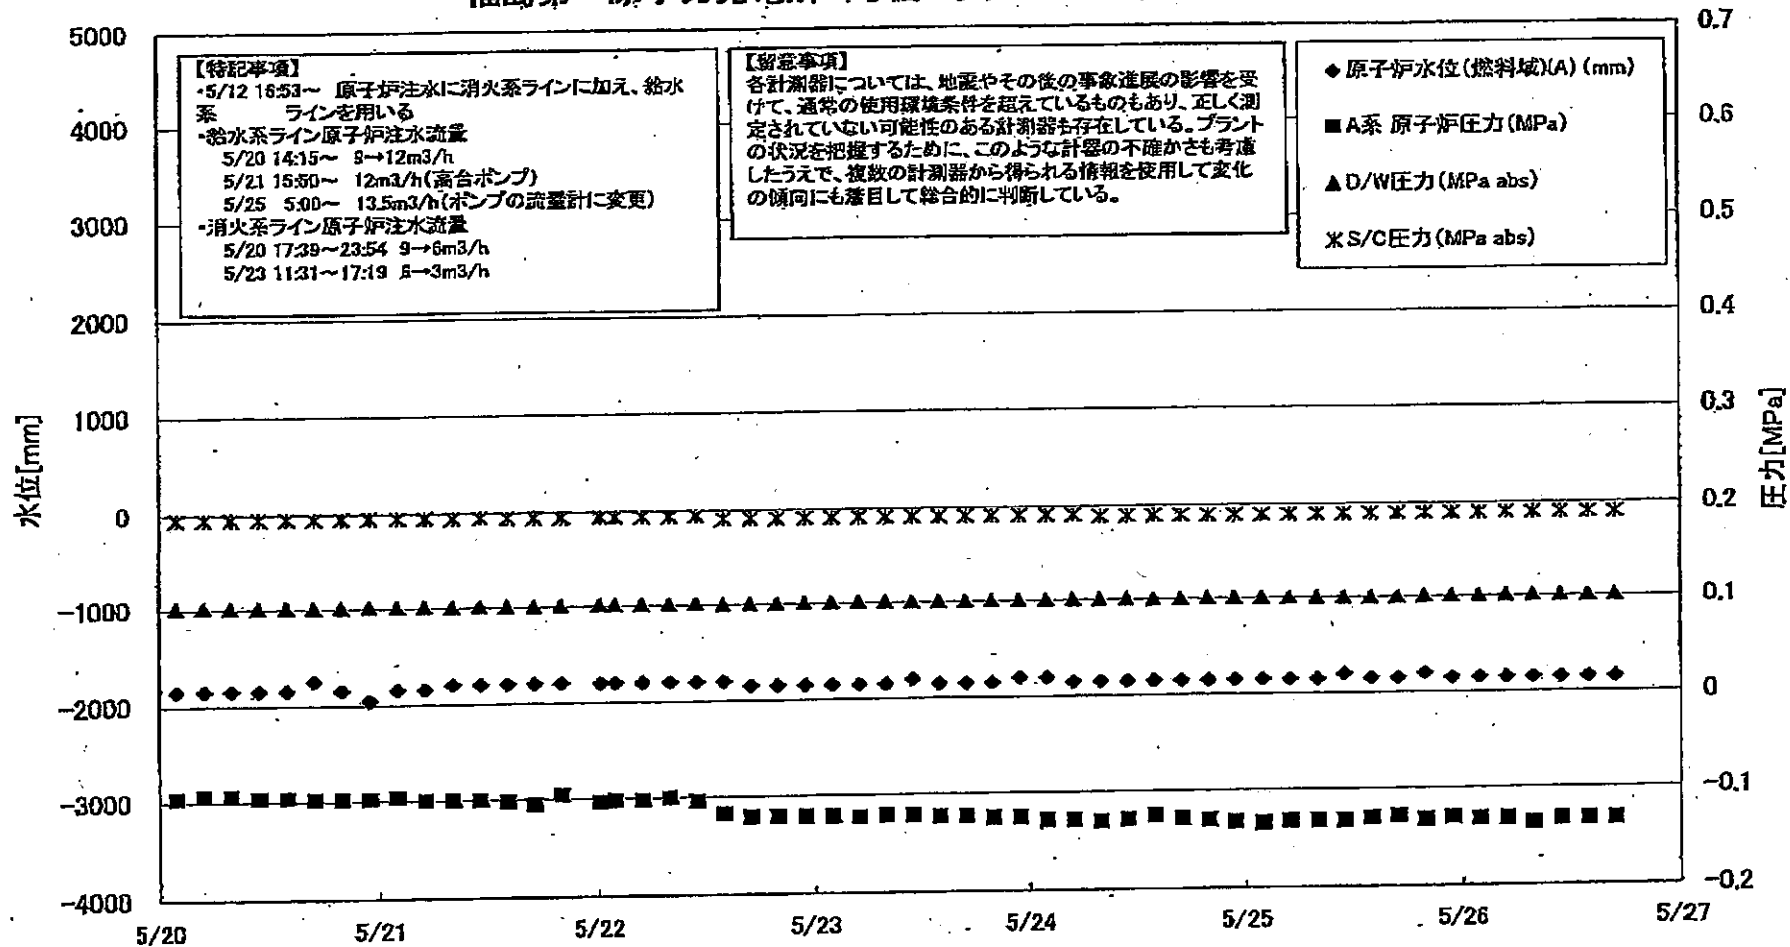 5000
4000
3000
2000
1000
0
-1000
-2000
-3000
-4000
水位[mm]
【特記事項】
・5/12 16:53～ 原子炉注水に消火系ラインに加え、給水
系 ラインを用いる
・給水系ライン原子炉注水流量
5/20 14:15～ 9→12m3/h
5/21 15:50～ 12m3/h(高台ポンプ)
5/25 5:00～ 13.5m3/h(ポンプの流量計に変更)
・消火系ライン原子炉注水流量
5/20 17:39～23:54 9→6m3/h
5/23 11:31～17:19 6→3m3/h
【留意事項】
各計測器については、地震やその後の事象進展の影響を受
けて、通常の使用環境条件を超えているものもあり、正しく測
定されていない可能性のある計測器も存在している。プラント
の状況を把握するために、このような計器の不確かさも考慮
したうえで、複数の計測器から得られる情報を使用して変化
の傾向にも着目して総合的に判断している。
◆原子炉水位(燃料域)(A)(mm)
■A系 原子炉圧力(MPa)
▲D/W圧力(MPa abs)
S/C圧力(MPa abs)
0.7
0.6
0.5
0.4
0.3
0.2
0.1
0
-0.1
-0.2
圧力[MPa]
5/20 5/21 5/22 5/23 5/24 5/25 5/26 5/27